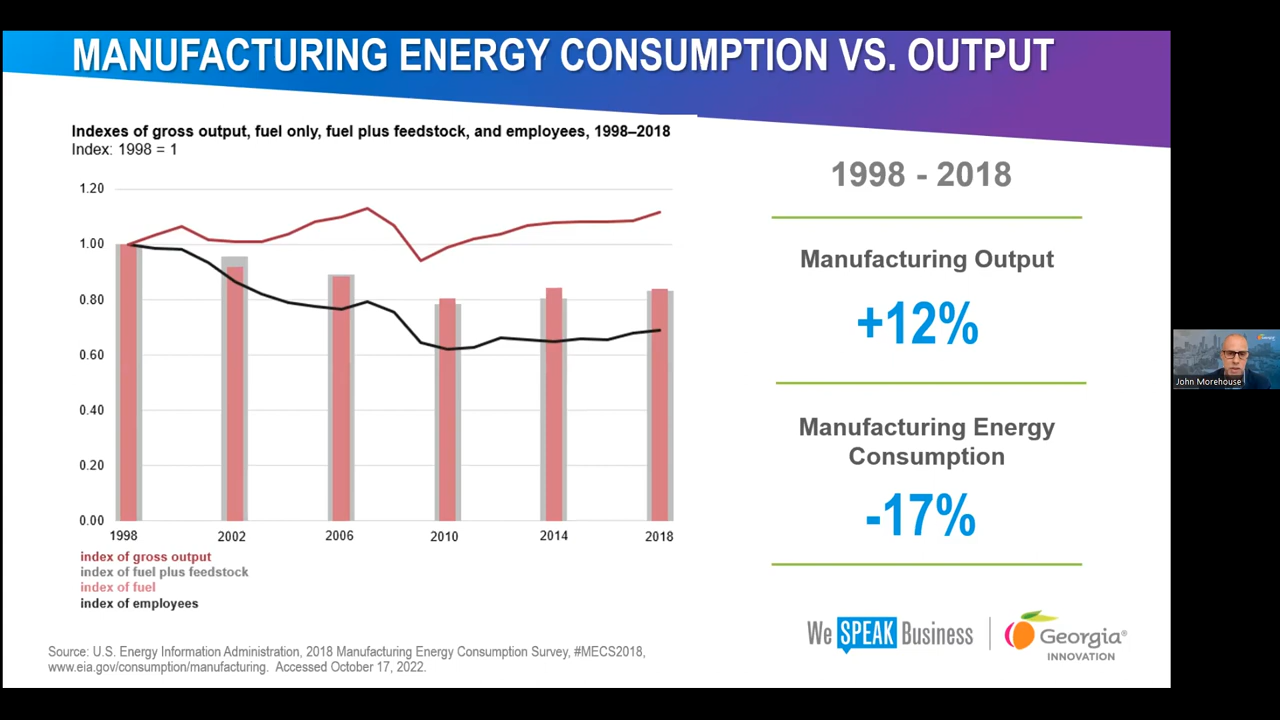 MANUFACTURING ENERGY CONSUMPTION VS. OUTPUT
Indexes of gross output, fuel only, fuel plus feedstock, and employees, 1998–2018
Index: 1998 = 1
1.20
1.00
0.80
0.60
0.40
0.20
0.00
1998 2002 2006 2010 2014 2018
index of gross output
index of fuel plus feedstock
index of fuel
index of employees
Source: U.S. Energy Information Administration, 2018 Manufacturing Energy Consumption Survey, #MECS2018,
www.eia.gov/consumption/manufacturing. Accessed October 17, 2022.
1998 - 2018
Manufacturing Output
+12%
Manufacturing Energy
Consumption
-17%
We SPEAK Business
Georgia®
INNOVATION
John Morehouse